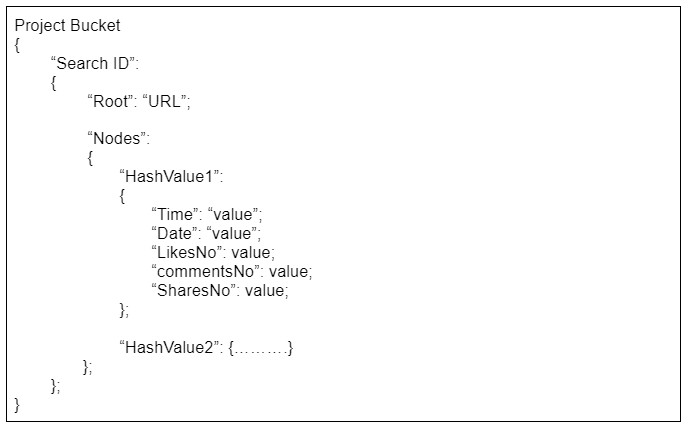 Project Bucket
{
“Search ID”:
{
“Root”: “URL”;
“Nodes”:
{
“HashValue1”:
{
“Time”: “value”;
“Date”: “value”;
“LikesNo”: value;
“commentsNo”: value;
“SharesNo”: value;
};
“HashValue2”: {……….}
};
};
}